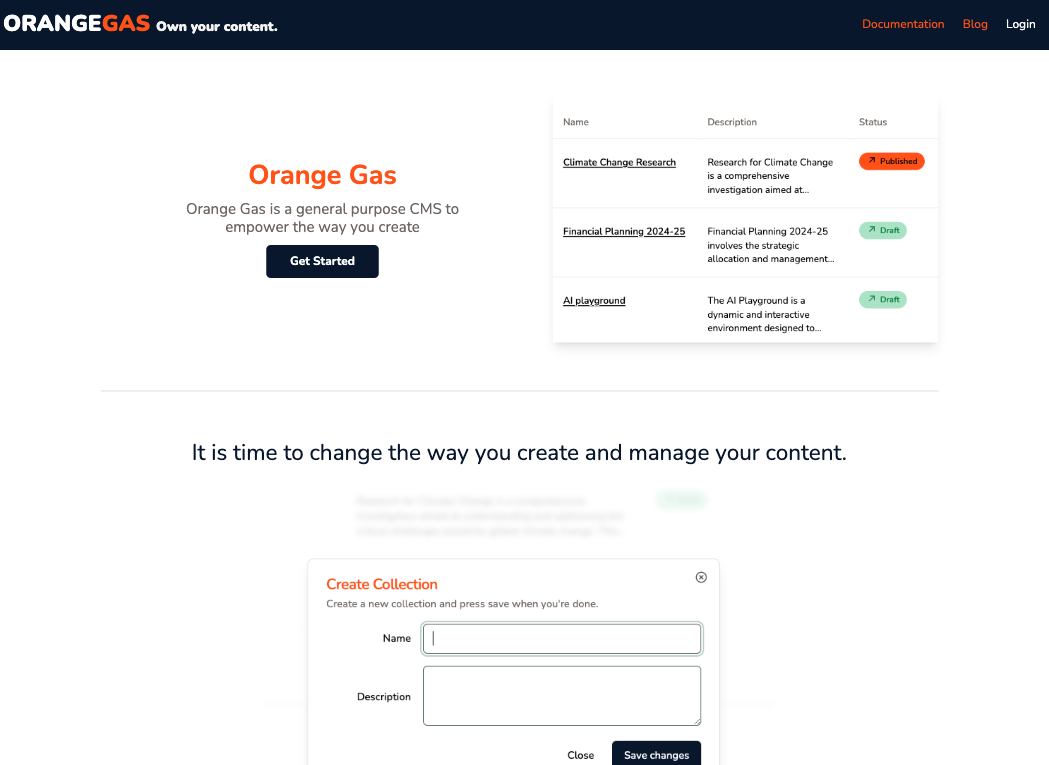 ORANGEGAS Own your content.
Documentation Blog Login
Orange Gas
Orange Gas is a general purpose CMS to
empower the way you create
Get Started
Name Description Status
Climate Change Research
Research for Climate Change
is a comprehensive
investigation aimed at...
Published
Financial Planning 2024-25
Financial Planning 2024-25
involves the strategic
allocation and management...
Draft
AI playground
The AI Playground is a
dynamic and interactive
environment designed to...
Draft
It is time to change the way you create and manage your content.
Create Collection
Create a new collection and press save when you're done.
Name
Description
Close Save changes